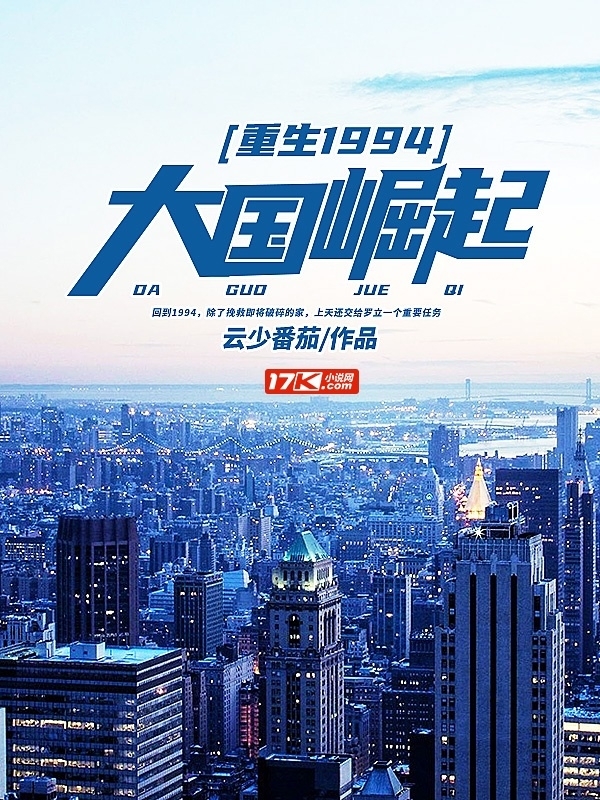 [重生1994]
大国崛起
DA GUO JUE QI
回到1994，除了挽救即将破碎的家，上天还交给罗立一个重要任务
云少番茄/作品
17K小说网.com